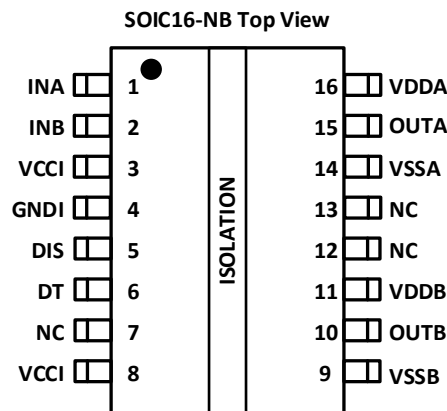 SOIC16-NB Top View
INA 1 16 VDDA
INB 2 15 OUTA
VCCI 3 14 VSSA
GNDI 4 13 NC
DIS 5 12 NC
DT 6 11 VDDB
NC 7 10 OUTB
VCCI 8 9 VSSB
ISOLATION